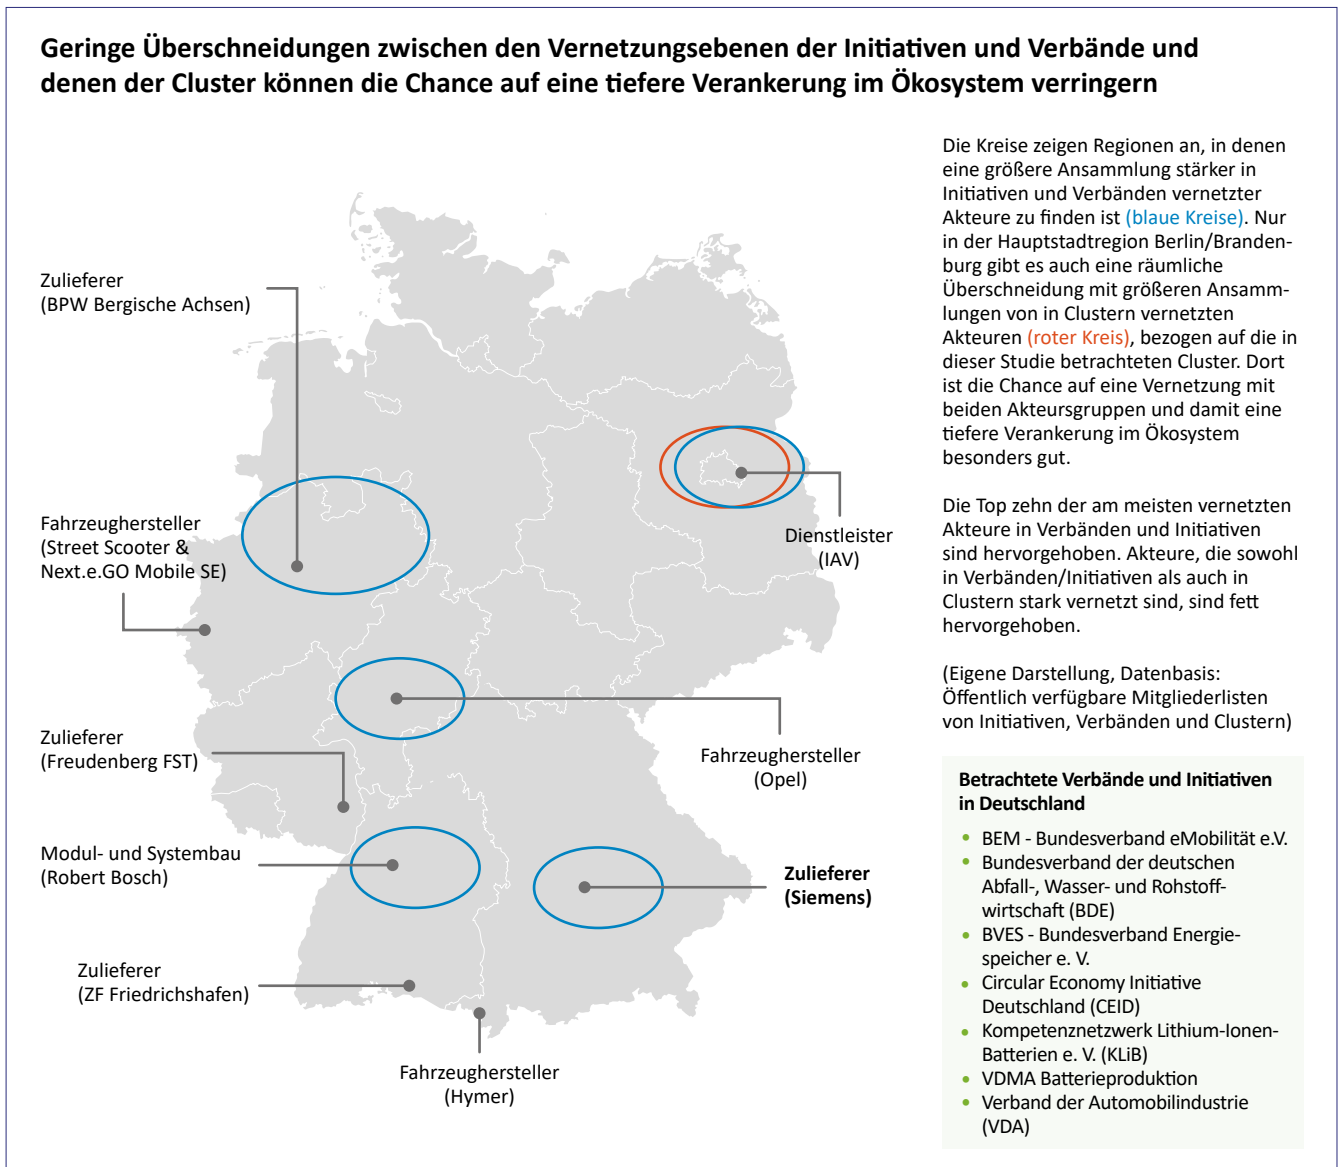 Geringe Überschneidungen zwischen den Vernetzungsebenen der Initiativen und Verbände und
denen der Cluster können die Chance auf eine tiefere Verankerung im Ökosystem verringern
Zulieferer
(BPW Bergische Achsen)
Fahrzeughersteller
(Street Scooter &
Next.e.GO Mobile SE)
Zulieferer
(Freudenberg FST)
Modul- und Systembau
(Robert Bosch)
Zulieferer
(ZF Friedrichshafen)
Fahrzeughersteller
(Hymer)
Dienstleister
(IAV)
Fahrzeughersteller
(Opel)
Zulieferer
(Siemens)
Die Kreise zeigen Regionen an, in denen
eine größere Ansammlung stärker in
Initiativen und Verbänden vernetzter
Akteure zu finden ist (blaue Kreise). Nur
in der Hauptstadtregion Berlin/Branden-
burg gibt es auch eine räumliche
Überschneidung mit größeren Ansamm-
lungen von in Clustern vernetzten
Akteuren (roter Kreis), bezogen auf die in
dieser Studie betrachteten Cluster. Dort
ist die Chance auf eine Vernetzung mit
beiden Akteursgruppen und damit eine
tiefere Verankerung im Ökosystem
besonders gut.
Die Top zehn der am meisten vernetzten
Akteure in Verbänden und Initiativen
sind hervorgehoben. Akteure, die sowohl
in Verbänden/Initiativen als auch in
Clustern stark vernetzt sind, sind fett
hervorgehoben.
(Eigene Darstellung, Datenbasis:
Öffentlich verfügbare Mitgliederlisten
von Initiativen, Verbänden und Clustern)
Betrachtete Verbände und Initiativen
in Deutschland
• BEM - Bundesverband eMobilität e.V.
• Bundesverband der deutschen
Abfall-, Wasser- und Rohstoff-
wirtschaft (BDE)
• BVES - Bundesverband Energie-
speicher e. V.
• Circular Economy Initiative
Deutschland (CEID)
• Kompetenznetzwerk Lithium-Ionen-
Batterien e. V. (KLiB)
• VDMA Batterieproduktion
• Verband der Automobilindustrie
(VDA)